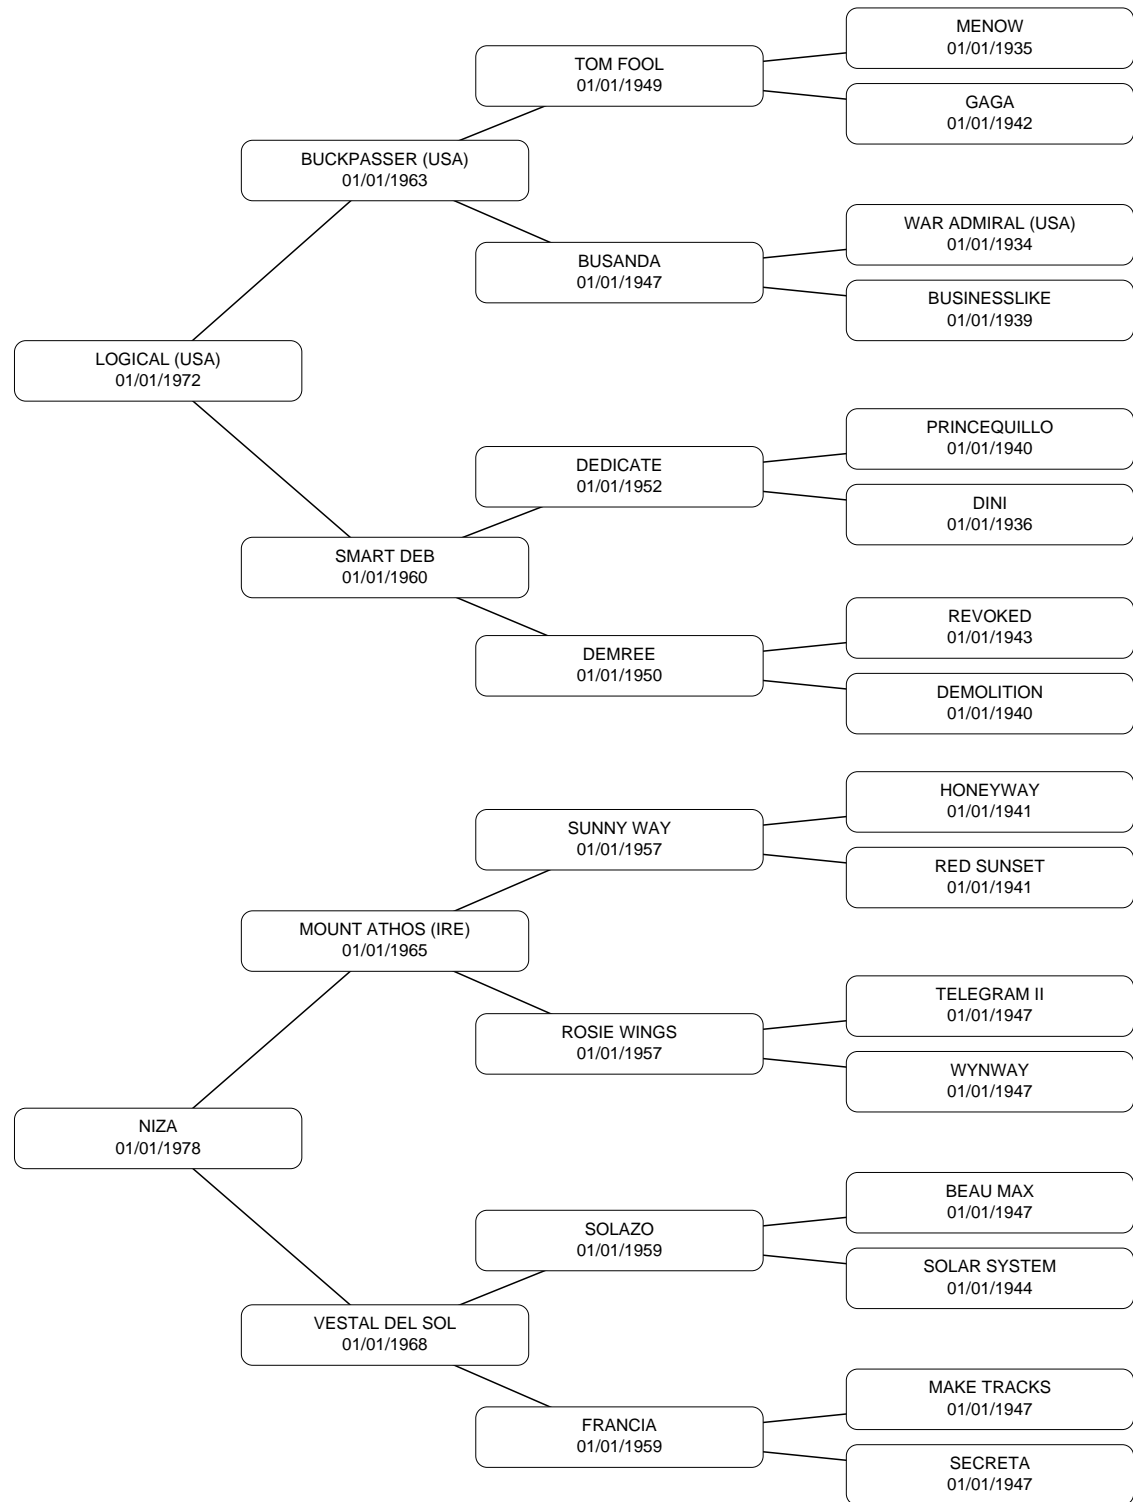 MENOW
01/01/1935
TOM FOOL
01/01/1949
GAGA
01/01/1942
BUCKPASSER (USA)
01/01/1963
WAR ADMIRAL (USA)
01/01/1934
BUSANDA
01/01/1947
BUSINESSLIKE
01/01/1939
LOGICAL (USA)
01/01/1972
PRINCEQUILLO
01/01/1940
DEDICATE
01/01/1952
DINI
01/01/1936
SMART DEB
01/01/1960
REVOKED
01/01/1943
DEMREE
01/01/1950
DEMOLITION
01/01/1940
HONEYWAY
01/01/1941
SUNNY WAY
01/01/1957
RED SUNSET
01/01/1941
MOUNT ATHOS (IRE)
01/01/1965
TELEGRAM II
01/01/1947
ROSIE WINGS
01/01/1957
WYNWAY
01/01/1947
NIZA
01/01/1978
BEAU MAX
01/01/1947
SOLAZO
01/01/1959
SOLAR SYSTEM
01/01/1944
VESTAL DEL SOL
01/01/1968
MAKE TRACKS
01/01/1947
FRANCIA
01/01/1959
SECRETA
01/01/1947